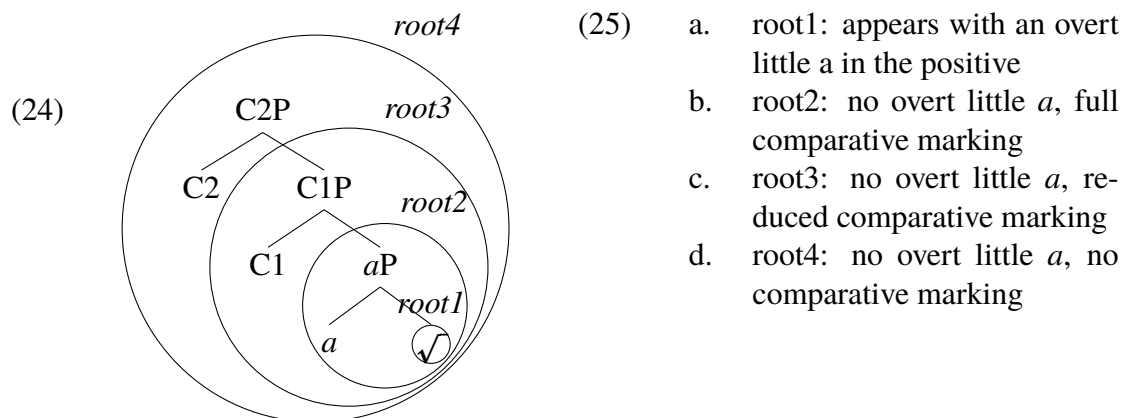 root4
(24)
root3
C2P
C2
C1P
root2
C1
aP
root1
a
√
(25) a. root1: appears with an overt
little a in the positive
b. root2: no overt little a, full
comparative marking
c. root3: no overt little a, re-
duced comparative marking
d. root4: no overt little a, no
comparative marking